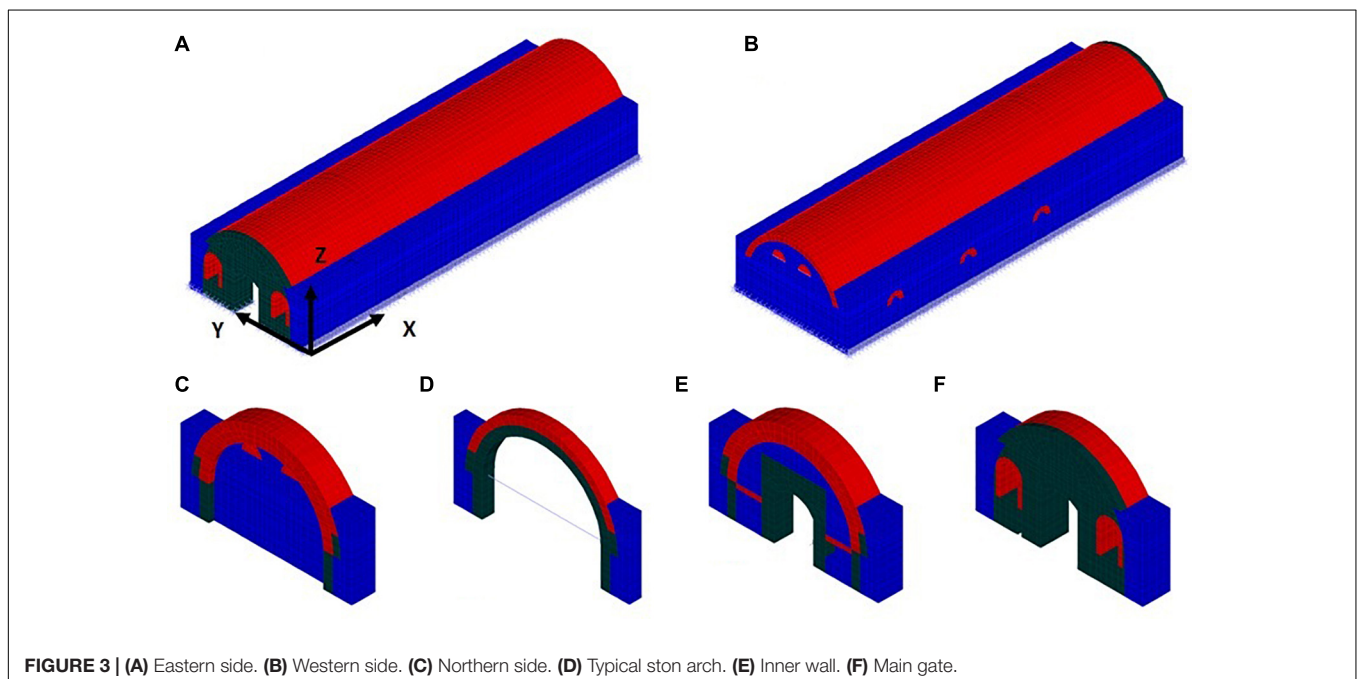 A
B
Z
Y
X
C
D
E
F
FIGURE 3 | (A) Eastern side. (B) Western side. (C) Northern side. (D) Typical ston arch. (E) Inner wall. (F) Main gate.